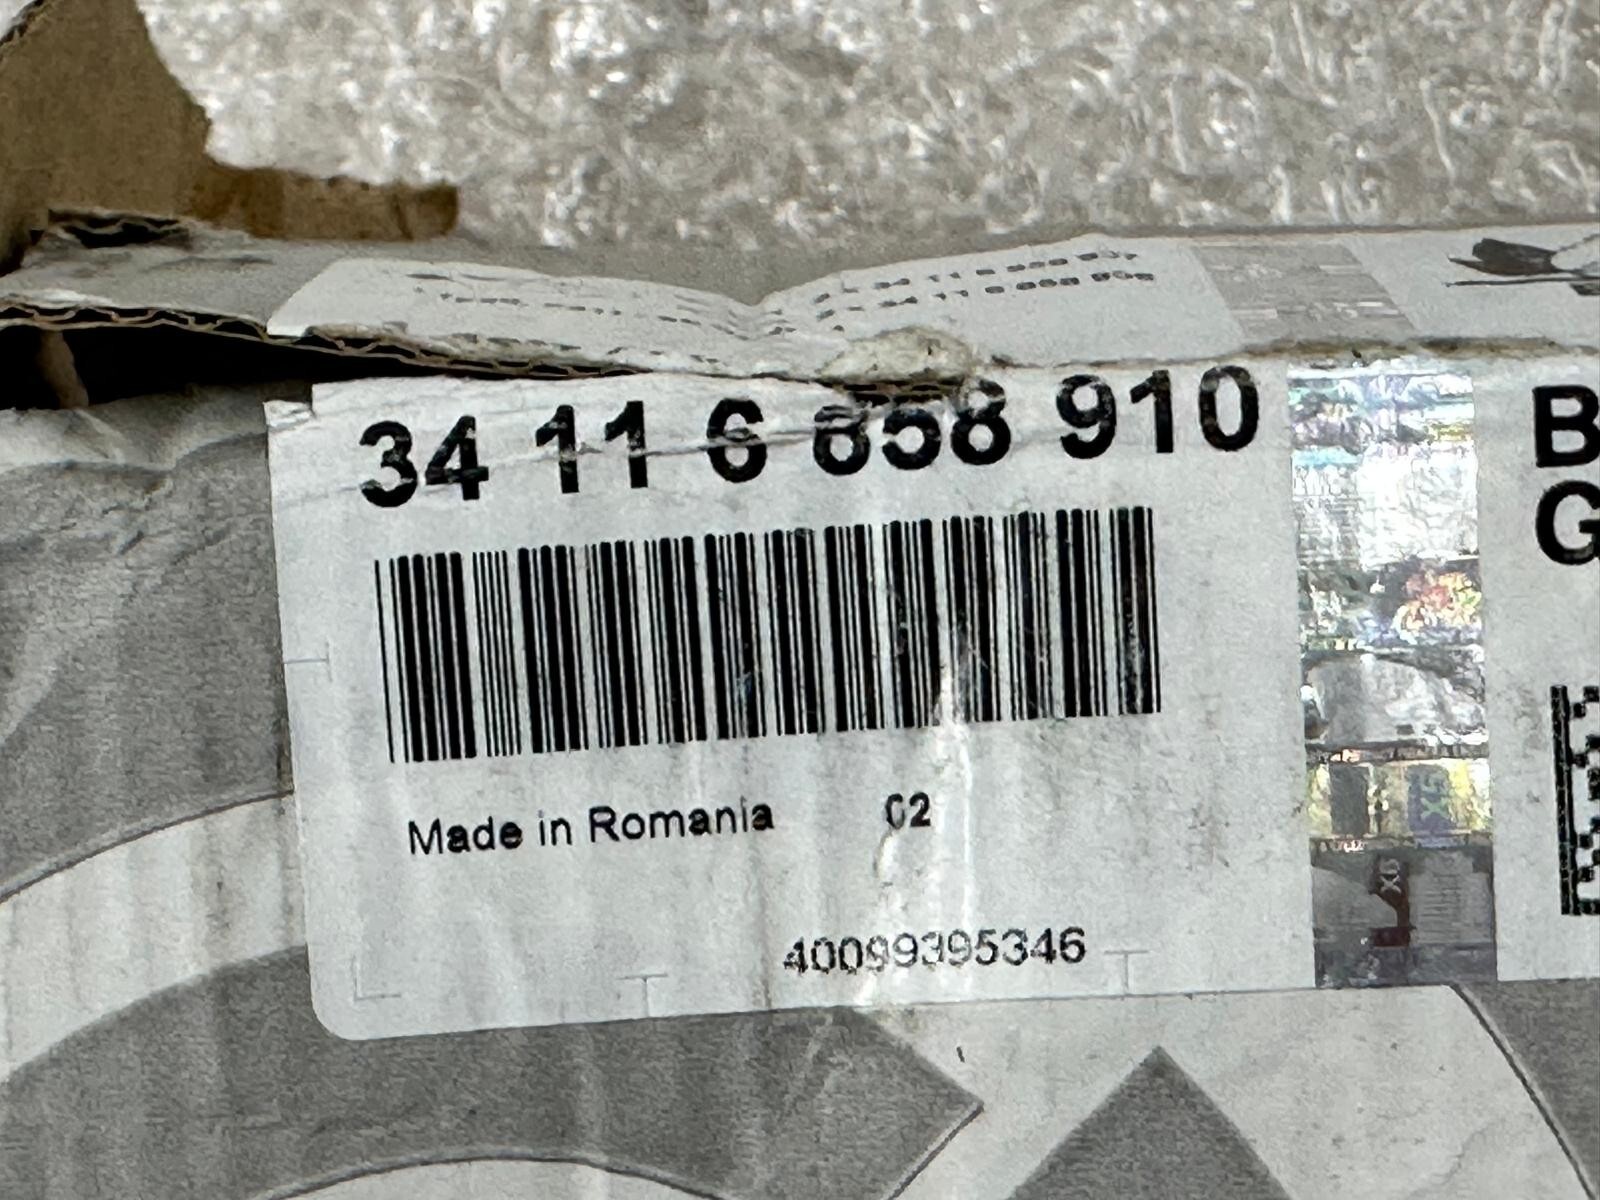 34 11 6 858 910
B
G
Made in Romania 02
40099395346